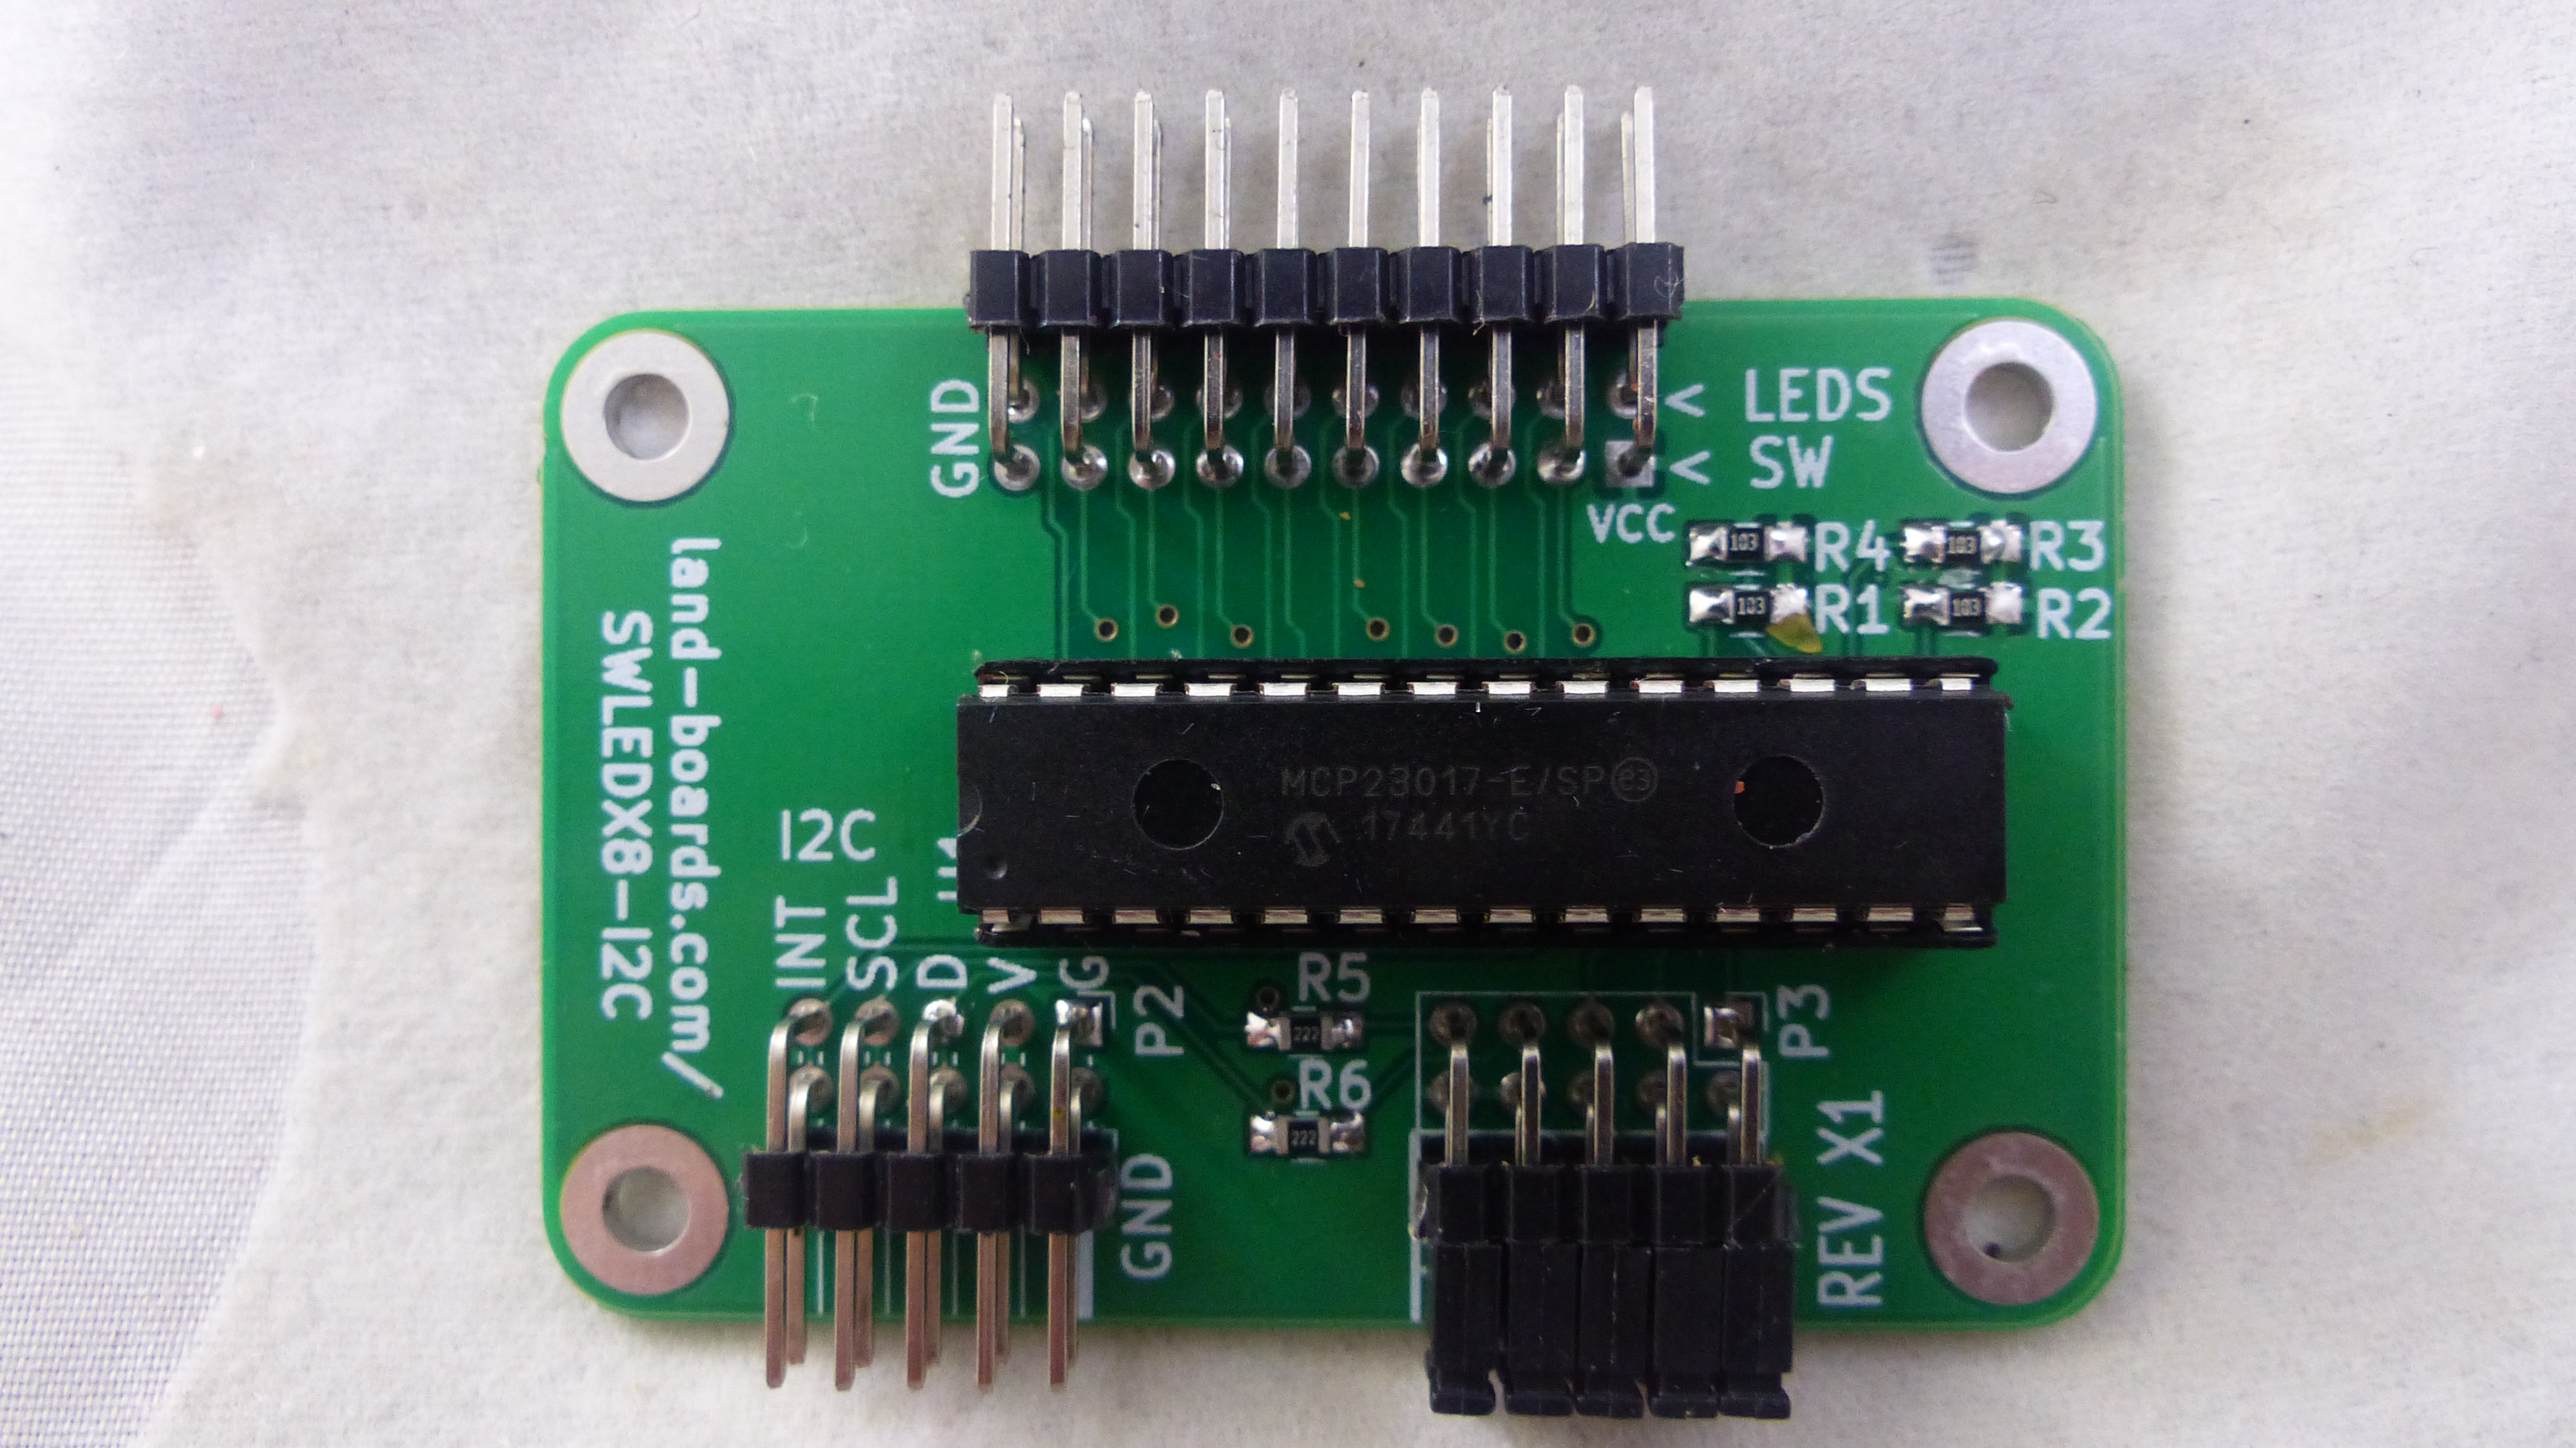 GND
< LEDS
< SW
VCC
103 R4 103 R3
103 R1 103 R2
land-boards.com/
SWLEDX8-I2C
MCP23017-E/SP e3
17441YC
I2C
INT
SCL
D
V
G
P2
GND
R5
222
R6
222
P3
REV X1